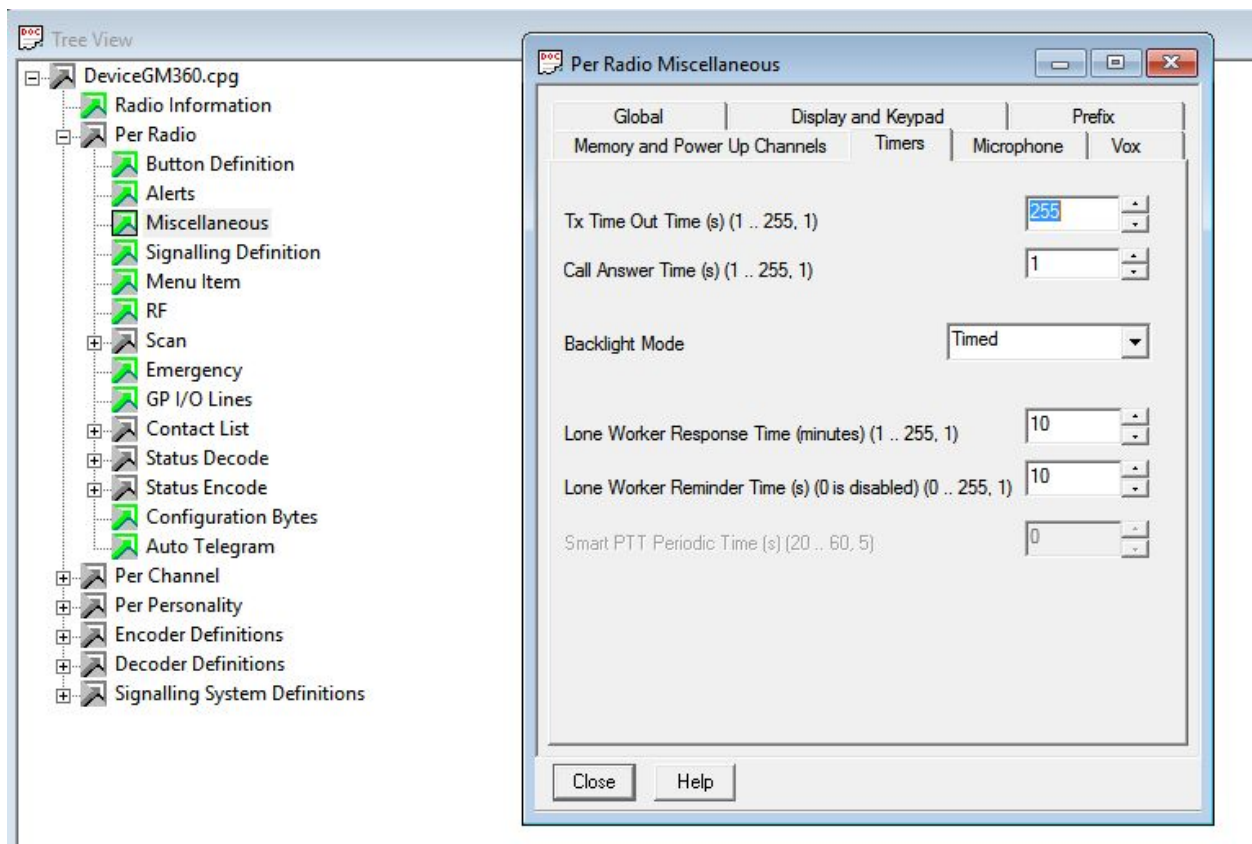 Tree View
DeviceGM360.cpg
Radio Information
Per Radio
Button Definition
Alerts
Miscellaneous
Signalling Definition
Menu Item
RF
Scan
Emergency
GP I/O Lines
Contact List
Status Decode
Status Encode
Configuration Bytes
Auto Telegram
Per Channel
Per Personality
Encoder Definitions
Decoder Definitions
Signalling System Definitions
Per Radio Miscellaneous
Global Display and Keypad Prefix
Memory and Power Up Channels Timers Microphone Vox
Tx Time Out Time (s) (1 .. 255, 1) 255
Call Answer Time (s) (1 .. 255, 1) 1
Backlight Mode Timed
Lone Worker Response Time (minutes) (1 .. 255, 1) 10
Lone Worker Reminder Time (s) (0 is disabled) (0 .. 255, 1) 10
Smart PTT Periodic Time (s) (20 .. 60, 5) 0
Close Help